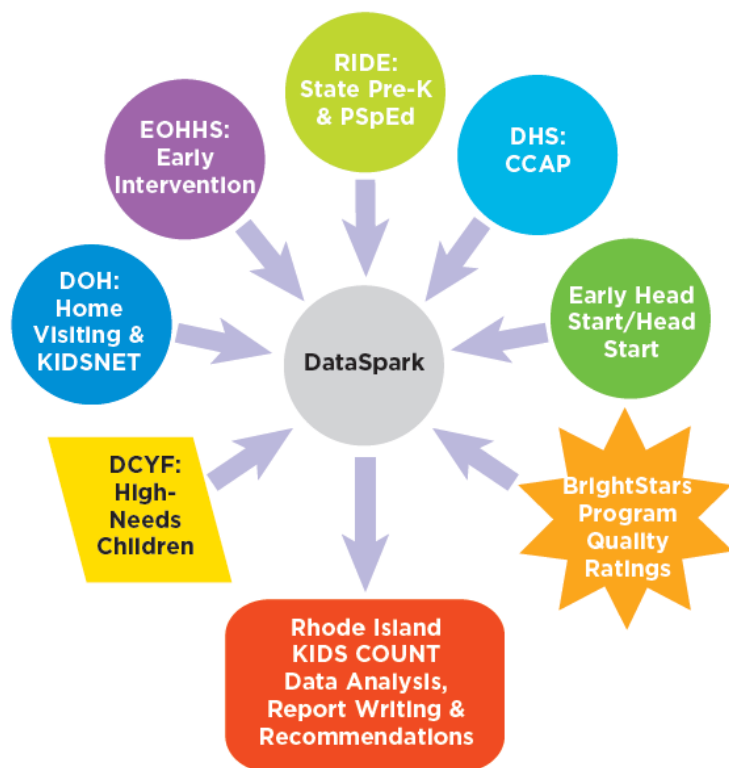 RIDE:
State Pre-K
& PSpEd
EOHHS:
Early
Intervention
DHS:
CCAP
DOH:
Home
Visiting &
KIDSNET
Early Head
Start/Head
Start
DataSpark
DCYF:
High-
Needs
Children
BrightStars
Program
Quality
Ratings
Rhode Island
KIDS COUNT
Data Analysis,
Report Writing &
Recommendations